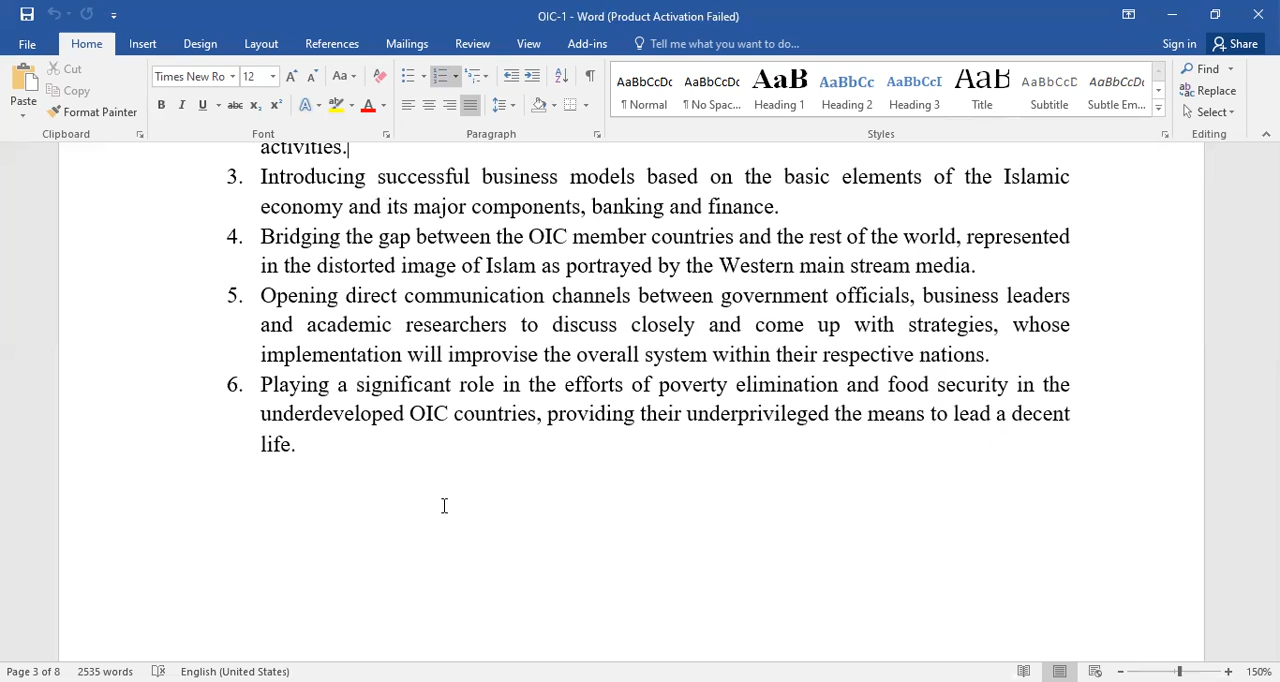 OIC-1 - Word (Product Activation Failed)
File Home Insert Design Layout References Mailings Review View Add-ins Tell me what you want to do... Sign in Share
Cut
Copy
Format Painter
Paste
Times New Ro 12
Aa
B I U abc x₂ x² A A
AaBbCcDc AaBbCcDc AaB AaBbCc AaBbCcI AaB AaBbCcD AaBbCcDc
¶ Normal ¶ No Spac... Heading 1 Heading 2 Heading 3 Title Subtitle Subtle Em...
Find
Replace
Select
Clipboard Font Paragraph Styles Editing
activities.
3. Introducing successful business models based on the basic elements of the Islamic
economy and its major components, banking and finance.
4. Bridging the gap between the OIC member countries and the rest of the world, represented
in the distorted image of Islam as portrayed by the Western main stream media.
5. Opening direct communication channels between government officials, business leaders
and academic researchers to discuss closely and come up with strategies, whose
implementation will improvise the overall system within their respective nations.
6. Playing a significant role in the efforts of poverty elimination and food security in the
underdeveloped OIC countries, providing their underprivileged the means to lead a decent
life.
Page 3 of 8 2535 words English (United States) 150%